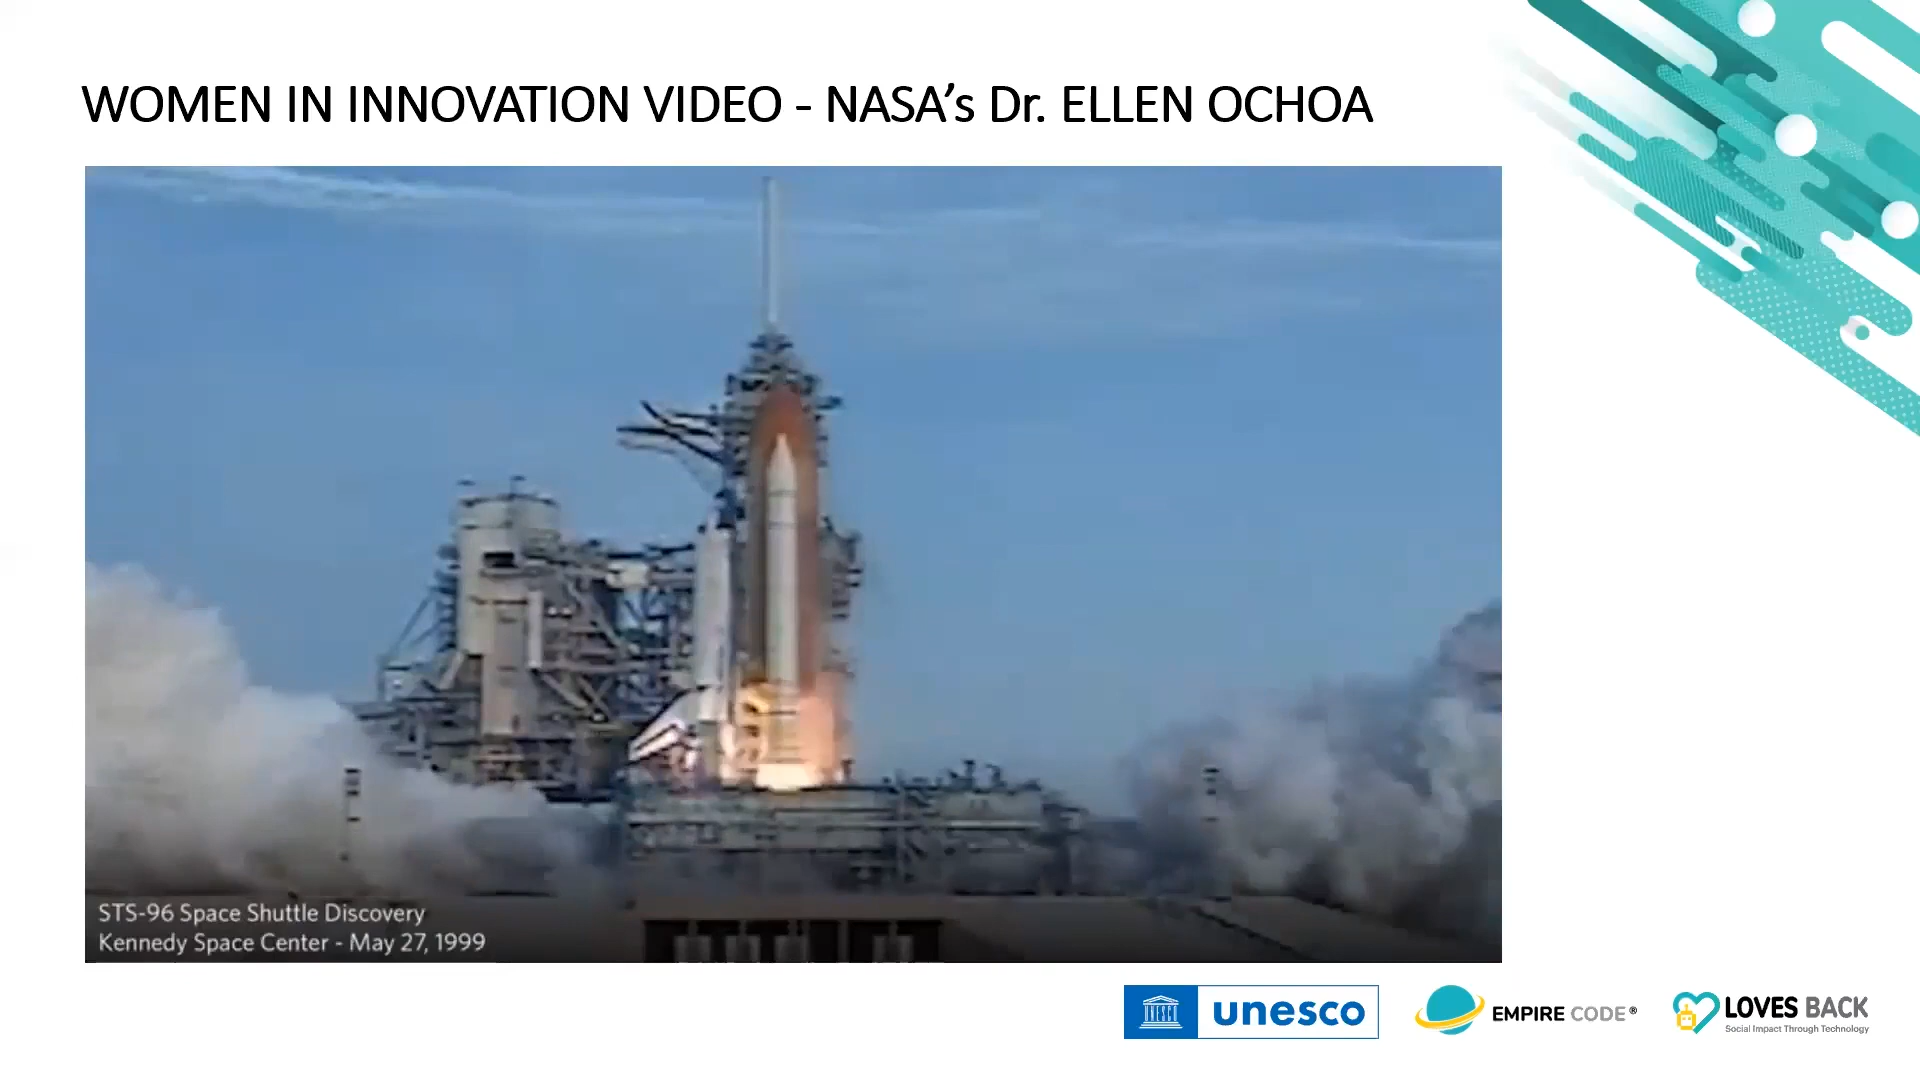 WOMEN IN INNOVATION VIDEO - NASA’s Dr. ELLEN OCHOA
STS-96 Space Shuttle Discovery
Kennedy Space Center - May 27, 1999
UNESCO
unesco
EMPIRE CODE®
LOVES BACK
Social Impact Through Technology